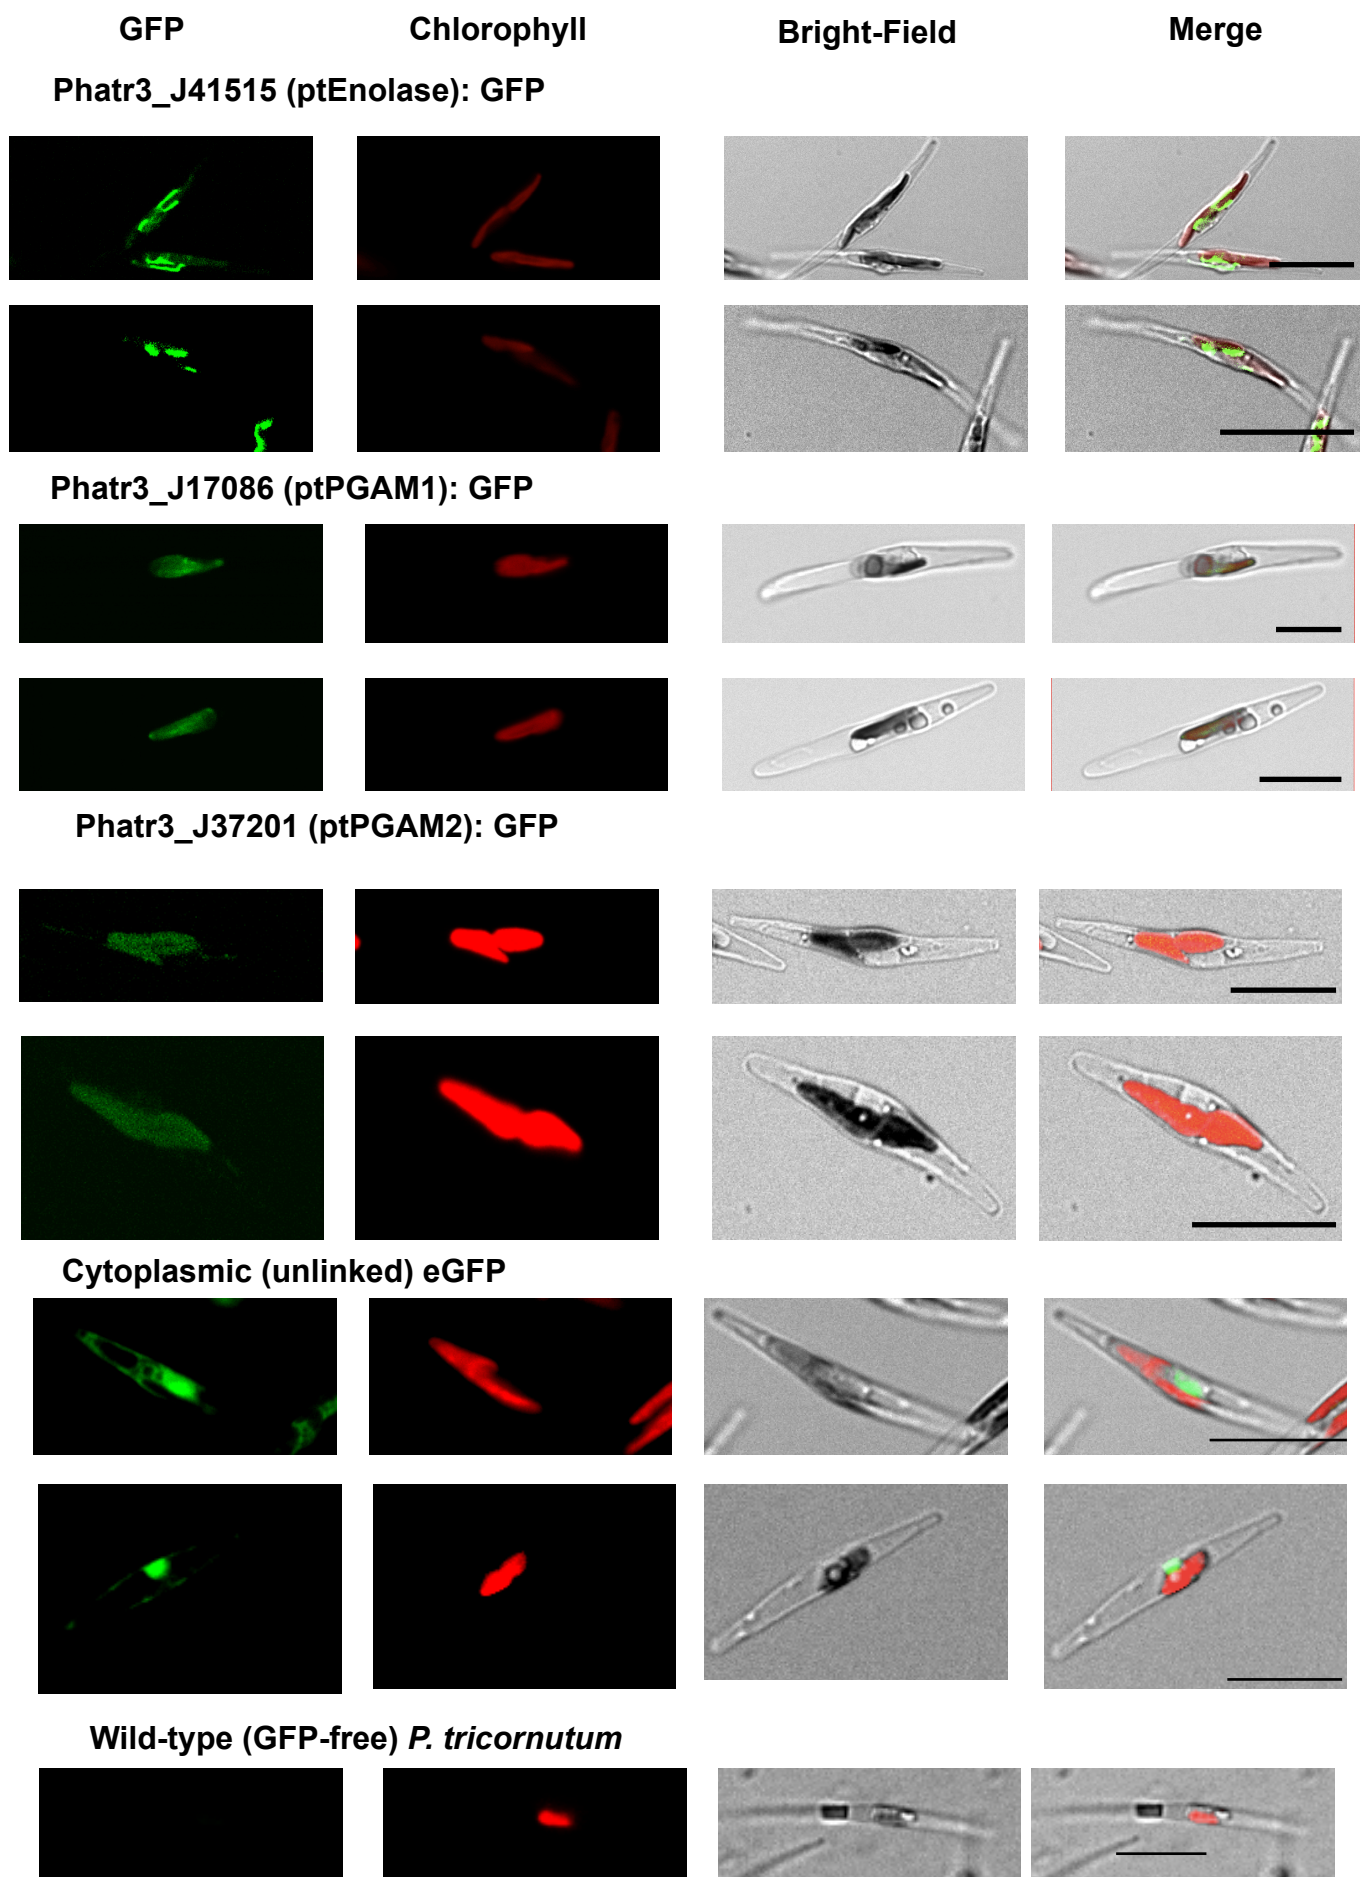 GFP Chlorophyll Bright-Field Merge
Phatr3_J41515 (ptEnolase): GFP
Phatr3_J17086 (ptPGAM1): GFP
Phatr3_J37201 (ptPGAM2): GFP
Cytoplasmic (unlinked) eGFP
Wild-type (GFP-free) P. tricornutum